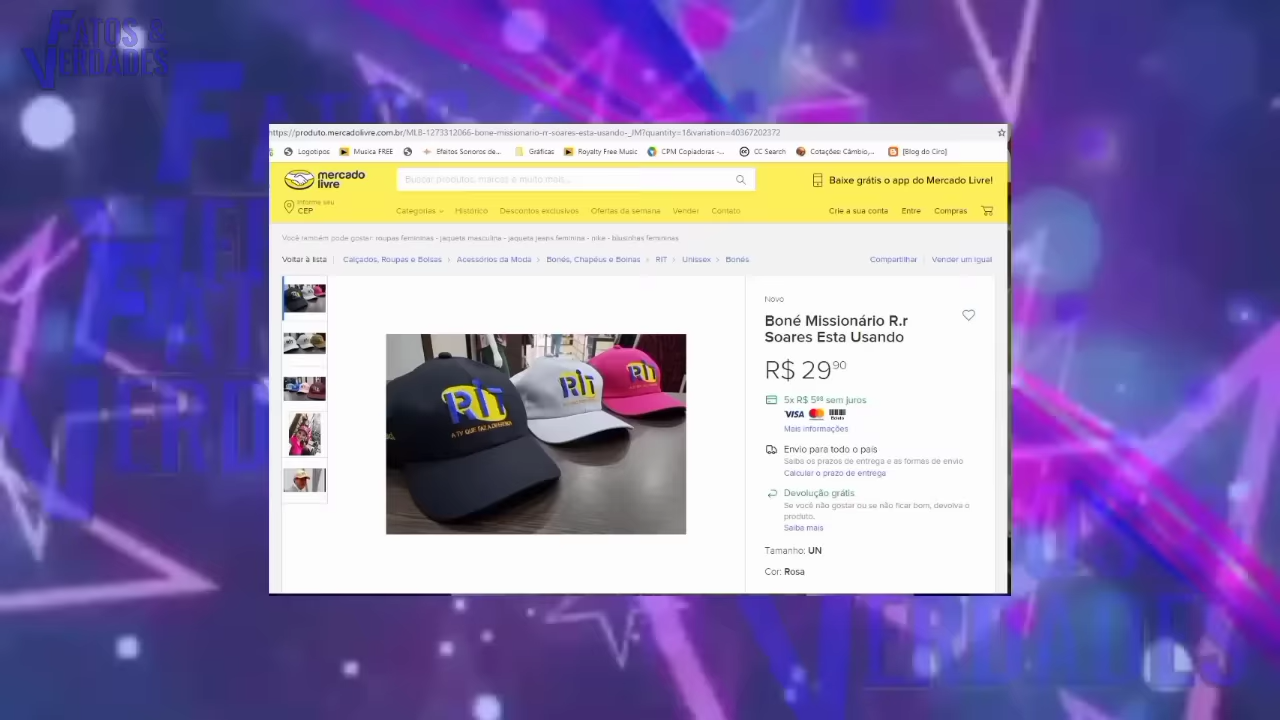 FATOS &
VERDADES
https://produto.mercadolivre.com.br/MLB-1273312066-bone-missionario-rr-soares-esta-usando-_JM?quantity=1&variation=40367202372
Logotipos
Musica FREE
Efeitos Sonoros de...
Gráficas
Royalty Free Music
CPM Copiadoras -...
CC Search
Cotações: Câmbio,...
[Blog do Ciro]
mercado
livre
Buscar produtos, marcas e muito mais...
Baixe grátis o app do Mercado Livre!
Informe seu
CEP
Categorias
Histórico
Descontos exclusivos
Ofertas da semana
Vender
Contato
Crie a sua conta
Entre
Compras
Você também pode gostar: roupas femininas - jaqueta masculina - jaqueta jeans feminina - nike - blusinhas femininas
Voltar à lista
Calçados, Roupas e Bolsas > Acessórios da Moda > Bonés, Chapéus e Boinas > RIT > Unissex > Bonés
Compartilhar
Vender um igual
Novo
Boné Missionário R.r
Soares Esta Usando
R$ 29 90
5x R$ 5 98 sem juros
VISA
Mais informações
Envio para todo o país
Saiba os prazos de entrega e as formas de envio
Calcular o prazo de entrega
Devolução grátis
Se você não gostar ou se não ficar bom, devolva o
produto.
Saiba mais
Tamanho: UN
Cor: Rosa
RIT
A TV QUE FAZ A DIFERENÇA
RIT
RIT